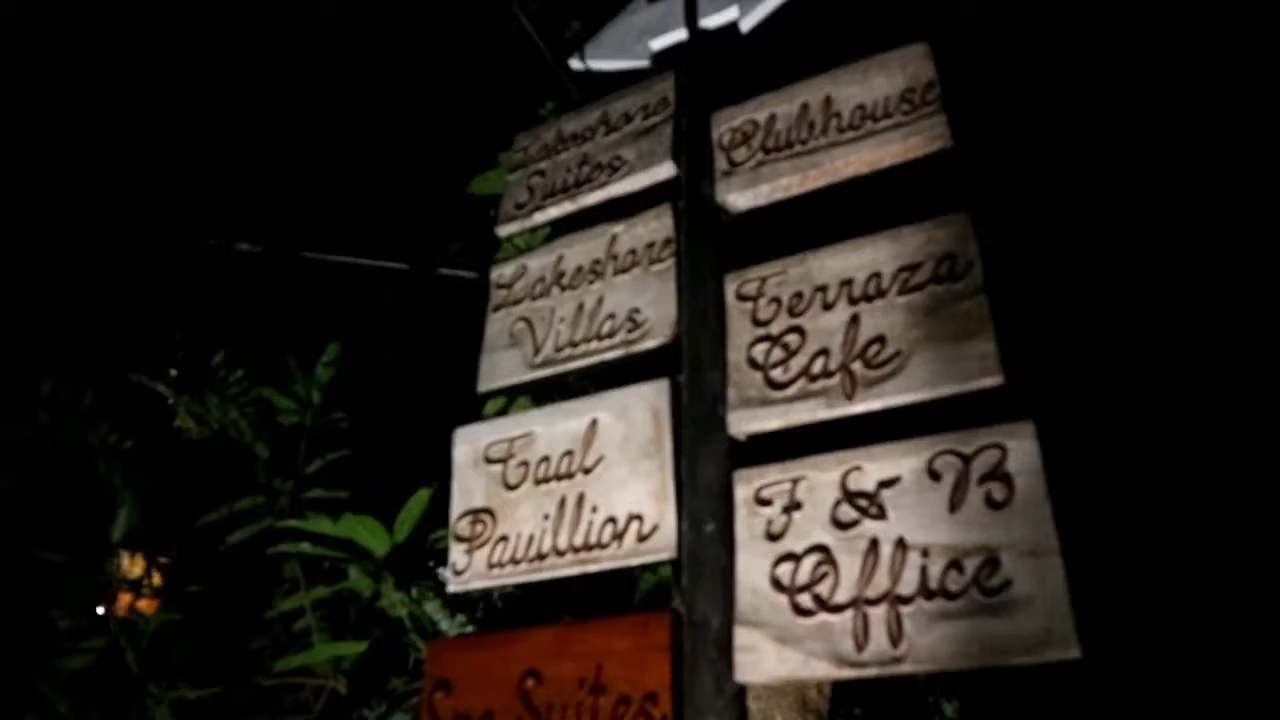 Lakeshore
Suites
Lakeshore
Villas
Taal
Pavillion
Spa Suites
Clubhouse
Terraza
Cafe
F & B
Office